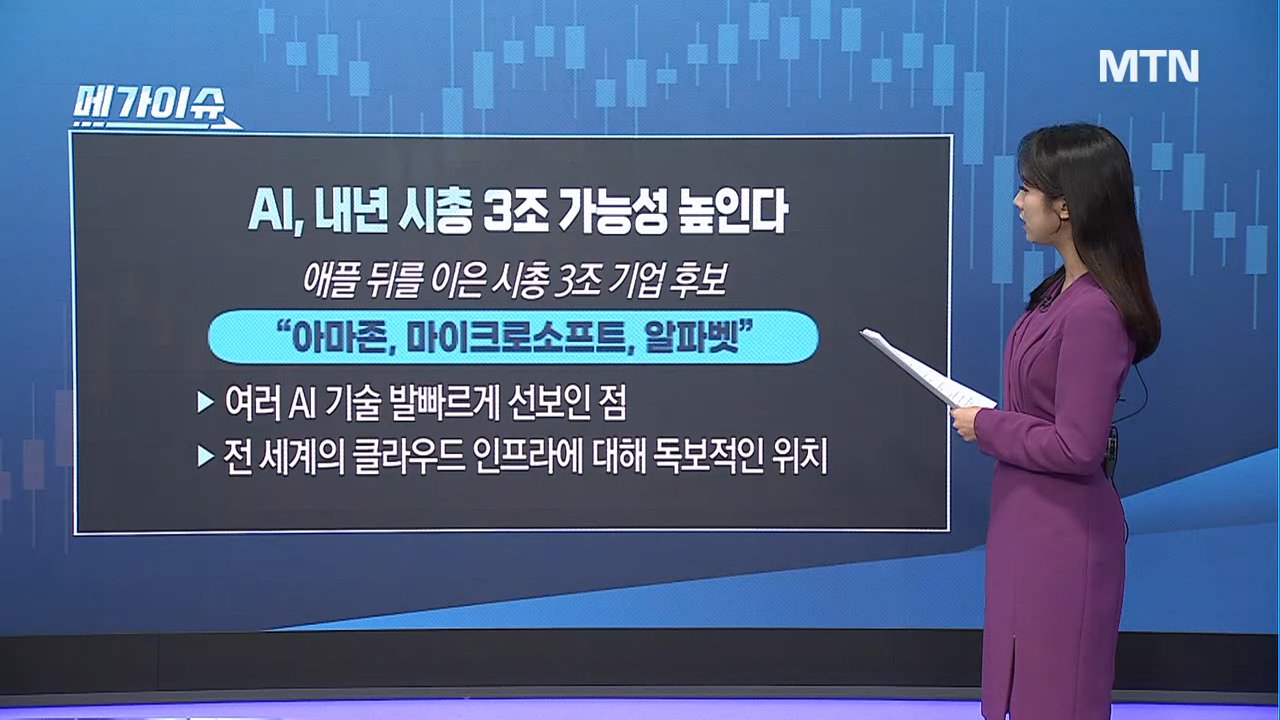 MTN
메가이슈
AI, 내년 시총 3조 가능성 높인다
애플 뒤를 이은 시총 3조 기업 후보
“아마존, 마이크로소프트, 알파벳”
▶ 여러 AI 기술 발빠르게 선보인 점
▶ 전 세계의 클라우드 인프라에 대해 독보적인 위치